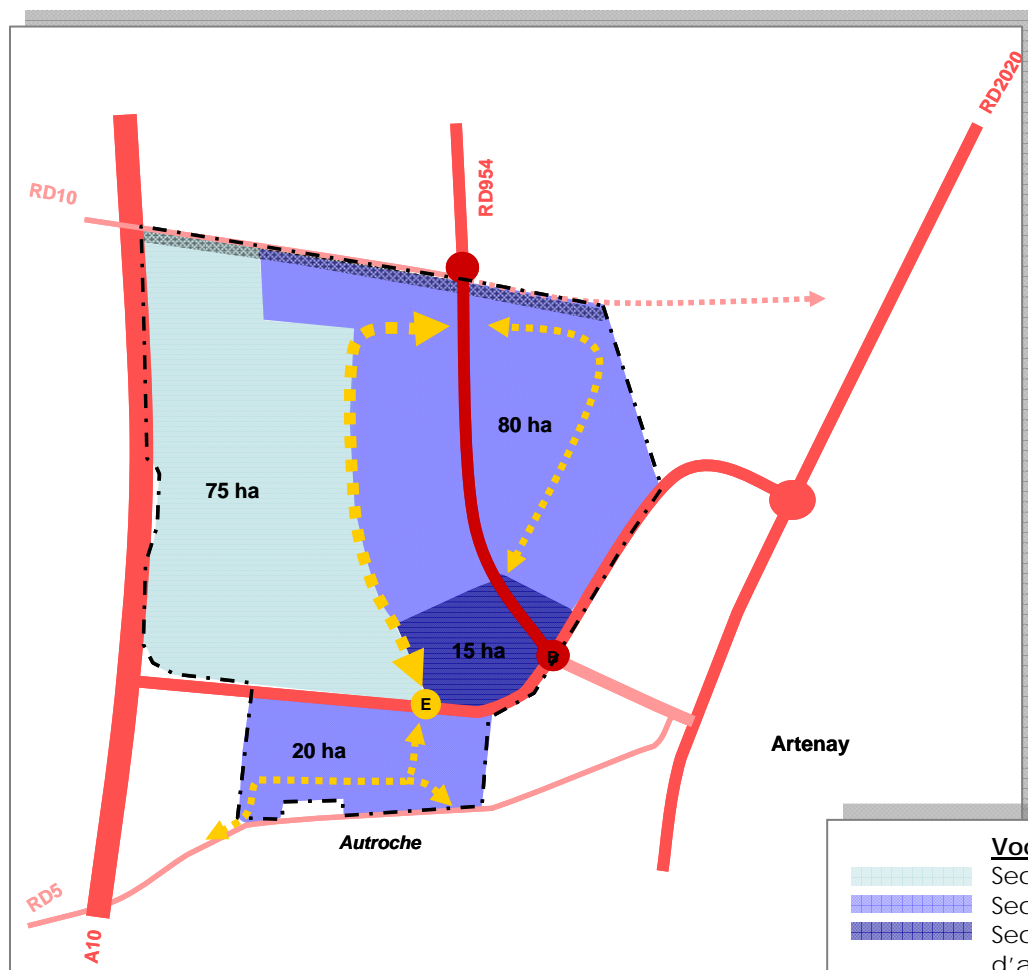 RD2020
RD954
RD10
80 ha
75 ha
15 ha
E
20 ha
Artenay
Autroche
RD5
A10
Voc
Sec
Sec
Sec
d'a